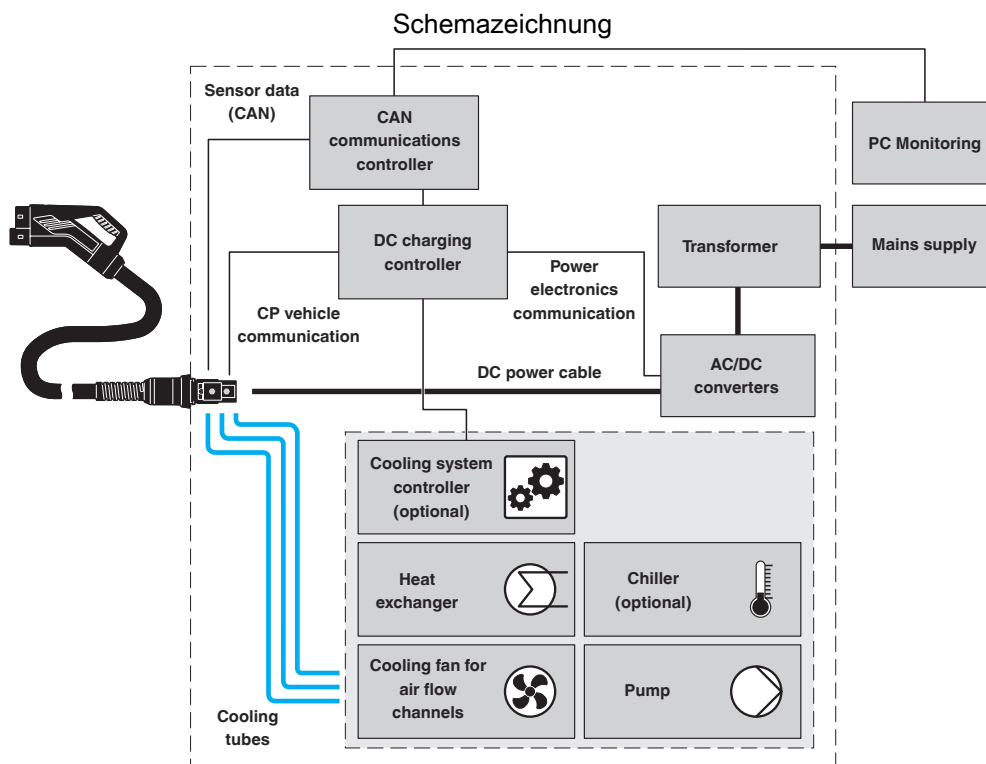 Schemazeichnung
Sensor data
(CAN)
CAN
communications
controller
PC Monitoring
DC charging
controller
Transformer
Mains supply
CP vehicle
communication
Power
electronics
communication
DC power cable
AC/DC
converters
Cooling system
controller
(optional)
Heat
exchanger
Chiller
(optional)
Cooling fan for
air flow
channels
Pump
Cooling
tubes